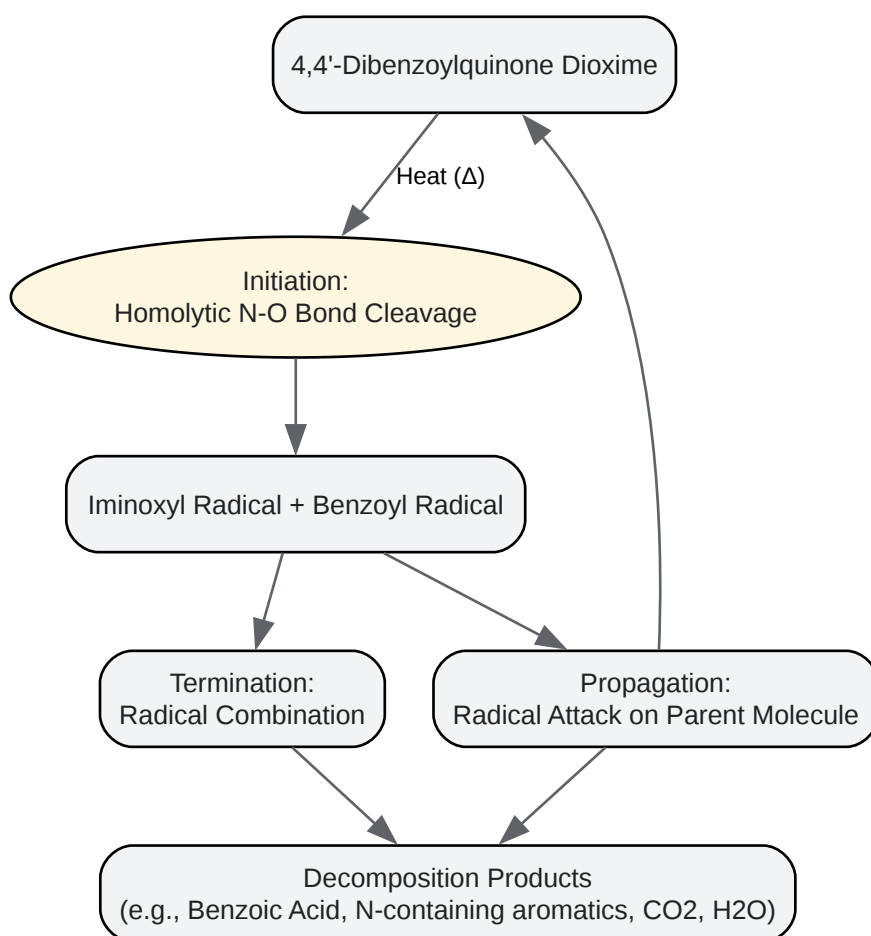 4,4'-Dibenzoylquinone Dioxime
Heat (Δ)
Initiation:
Homolytic N-O Bond Cleavage
Iminoxyl Radical + Benzoyl Radical
Termination:
Radical Combination
Propagation:
Radical Attack on Parent Molecule
Decomposition Products
(e.g., Benzoic Acid, N-containing aromatics, CO2, H2O)